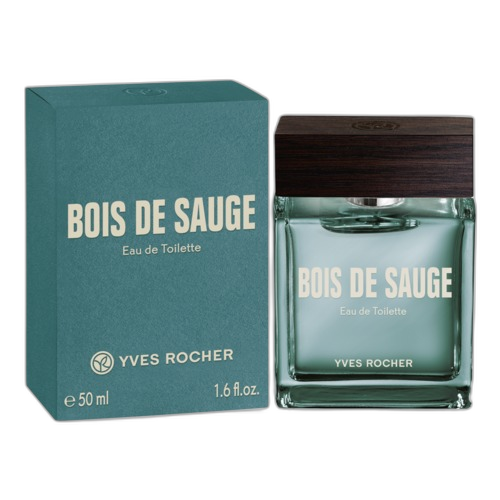 BOIS DE SAUGE
Eau de Toilette
YVES ROCHER
e 50 ml 1.6 fl.oz.
BOIS DE SAUGE
Eau de Toilette
YVES ROCHER